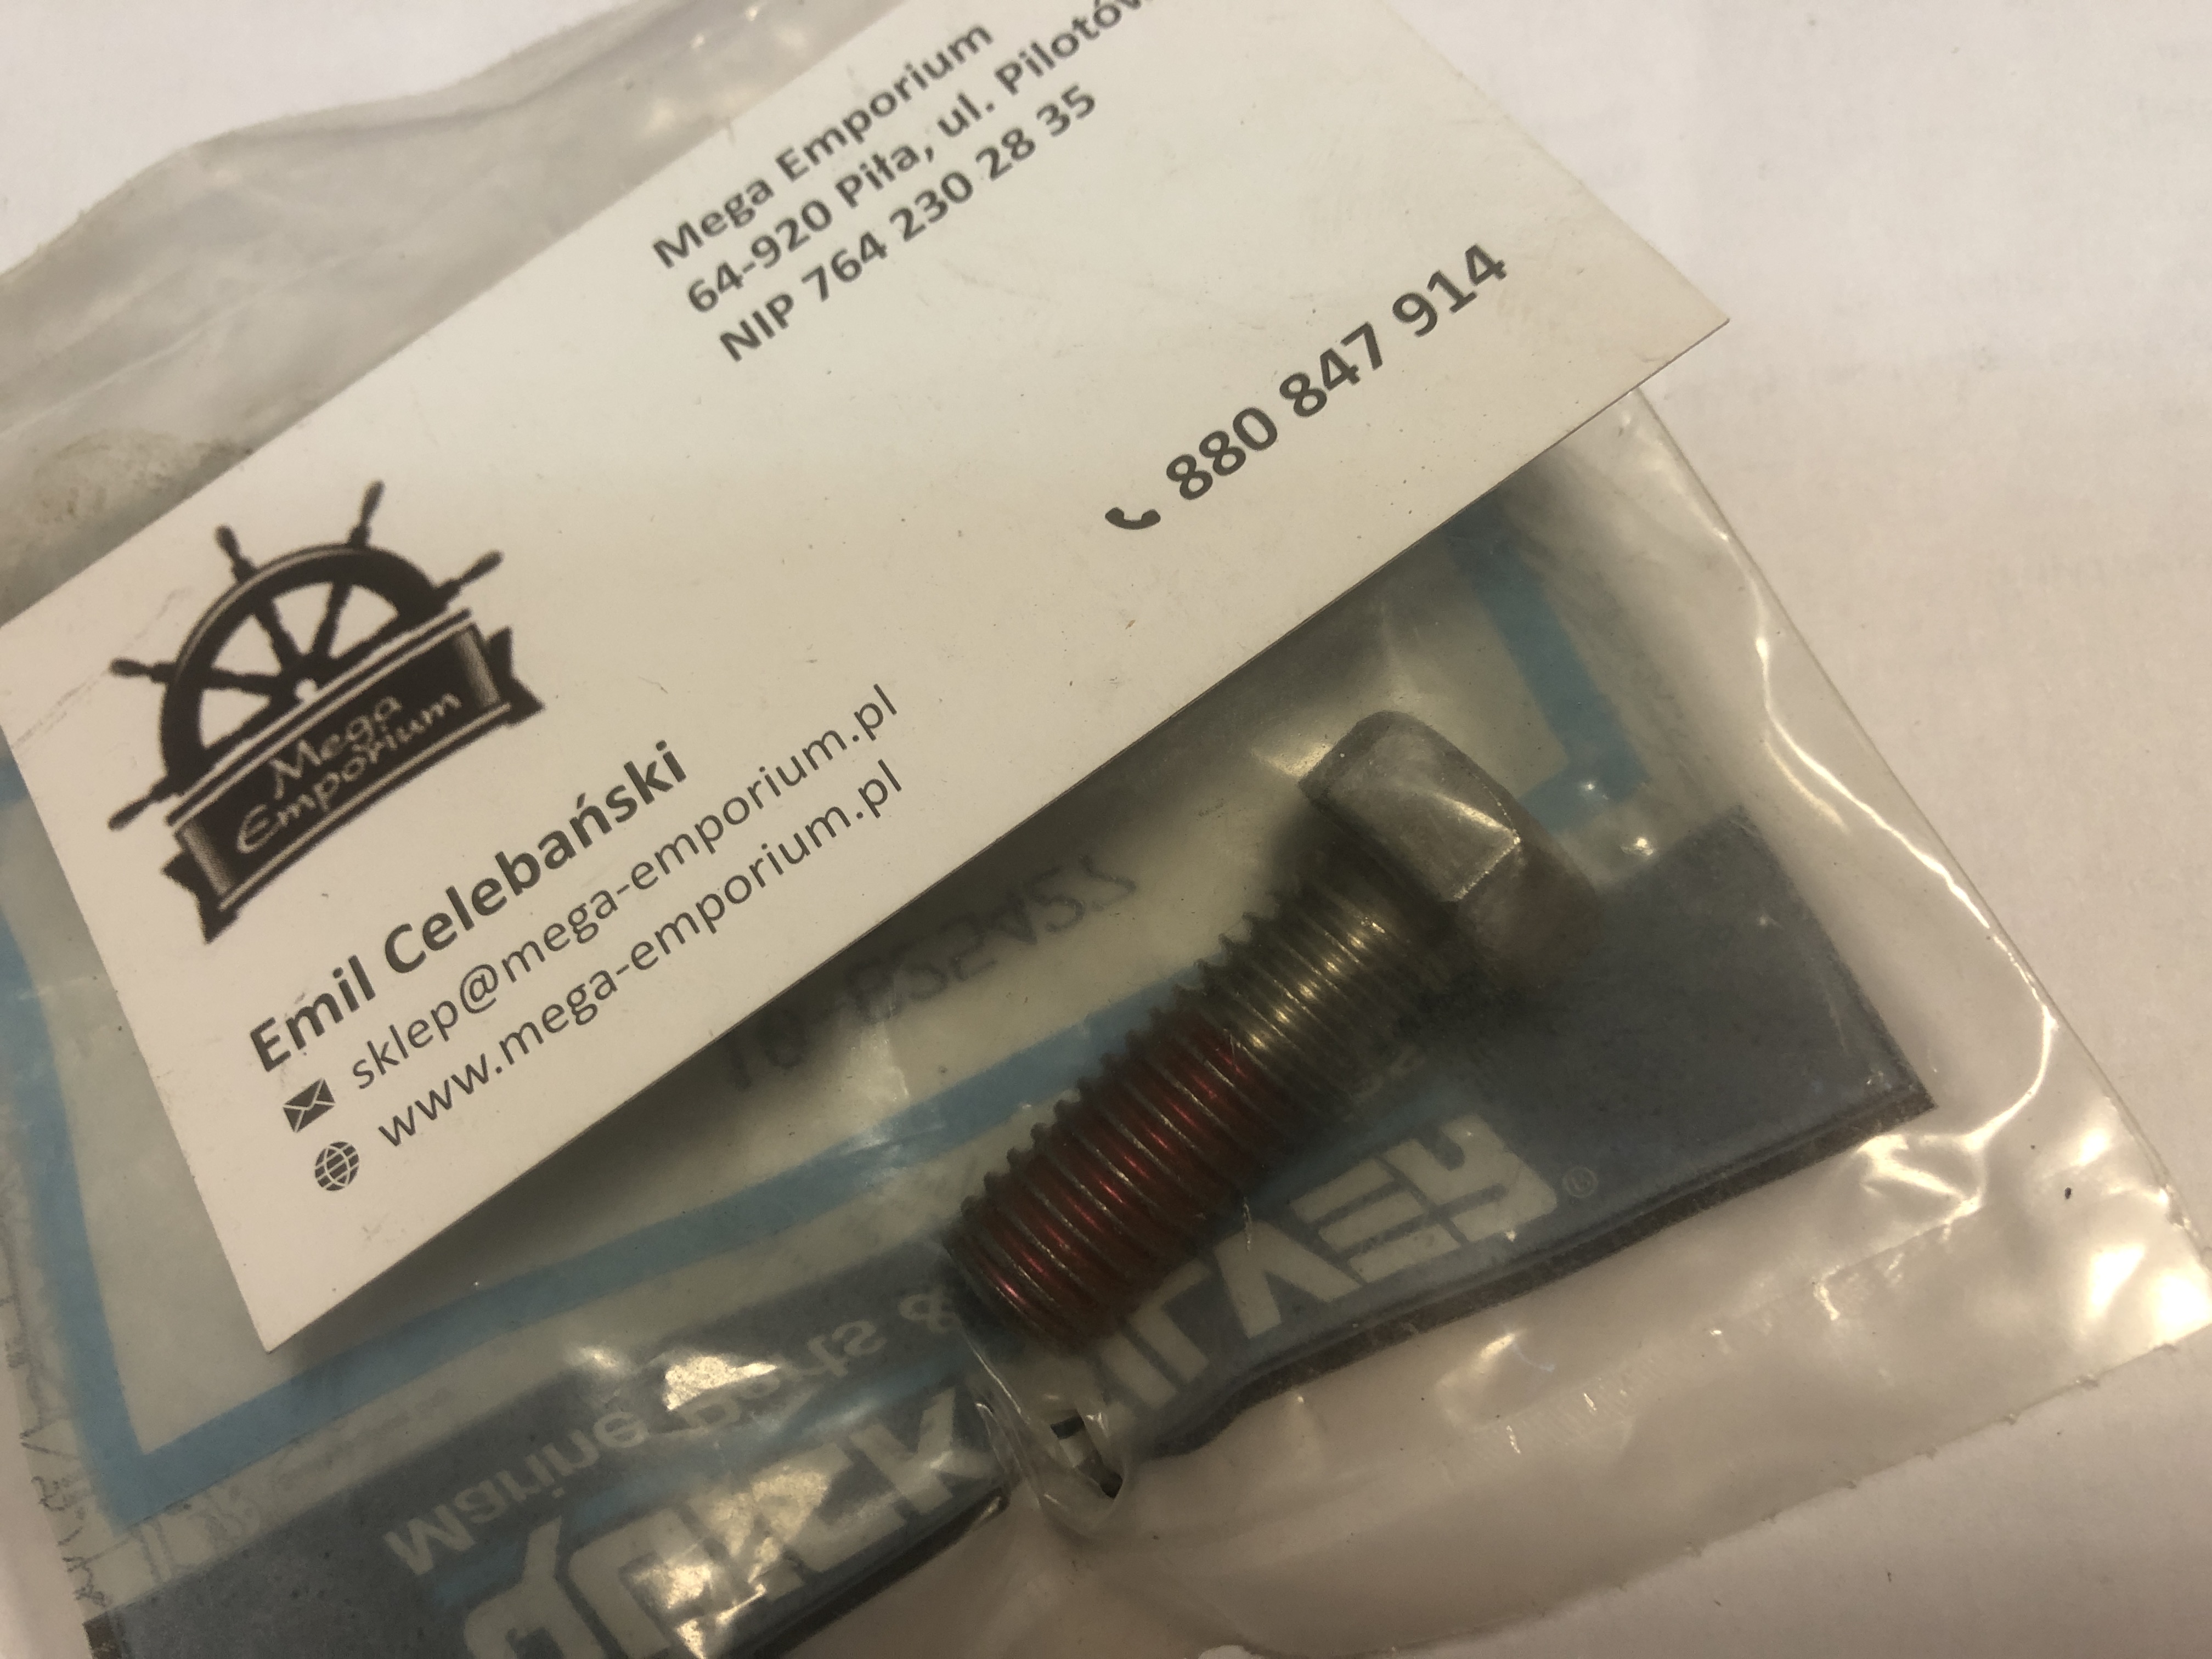 Mega Emporium
64-920 Piła, ul. Pilotów
NIP 764 230 28 35
880 847 914
Mega
Emporium
Emil Celebański
sklep@mega-emporium.pl
www.mega-emporium.pl
Marine Parts &
Quick
®